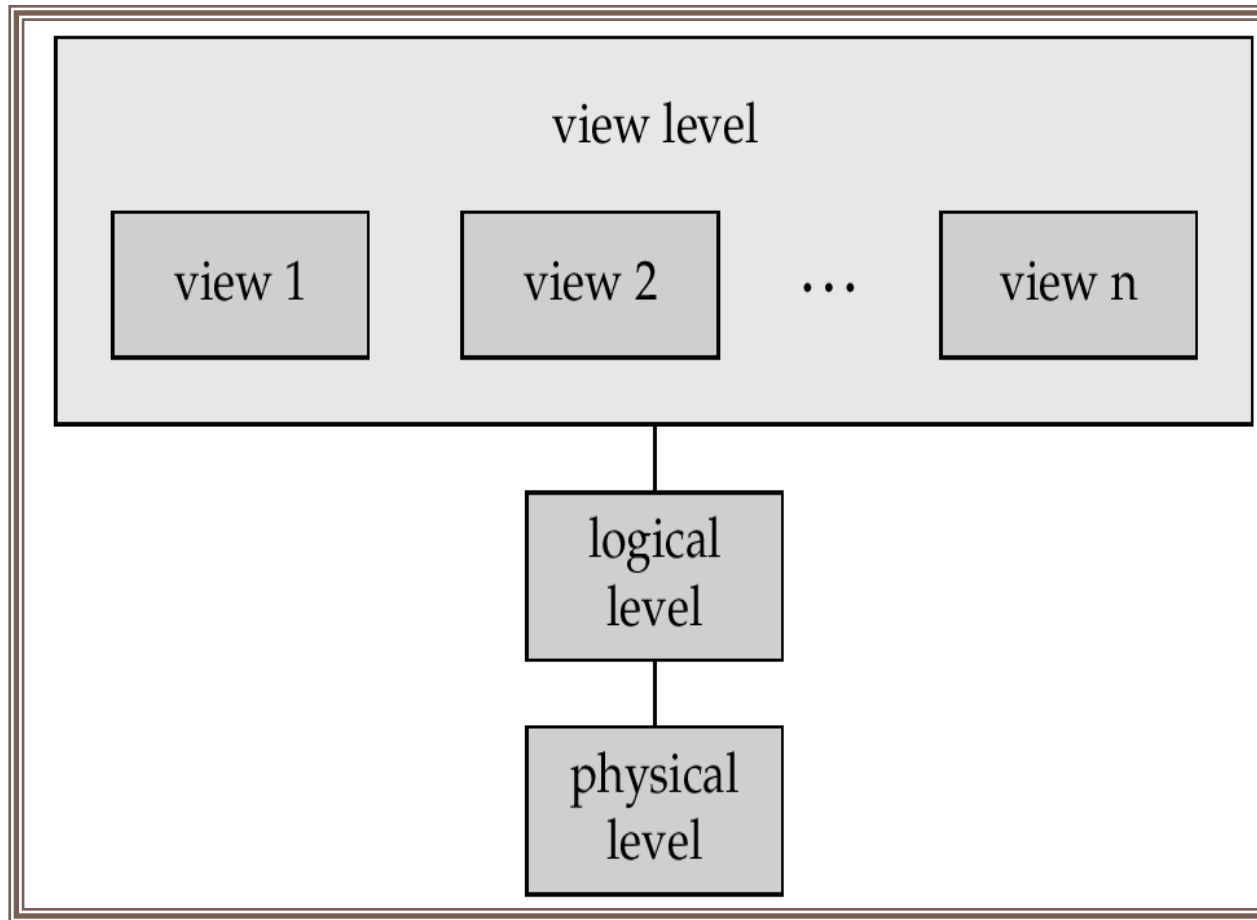 view level
view 1
view 2
...
view n
logical
level
physical
level